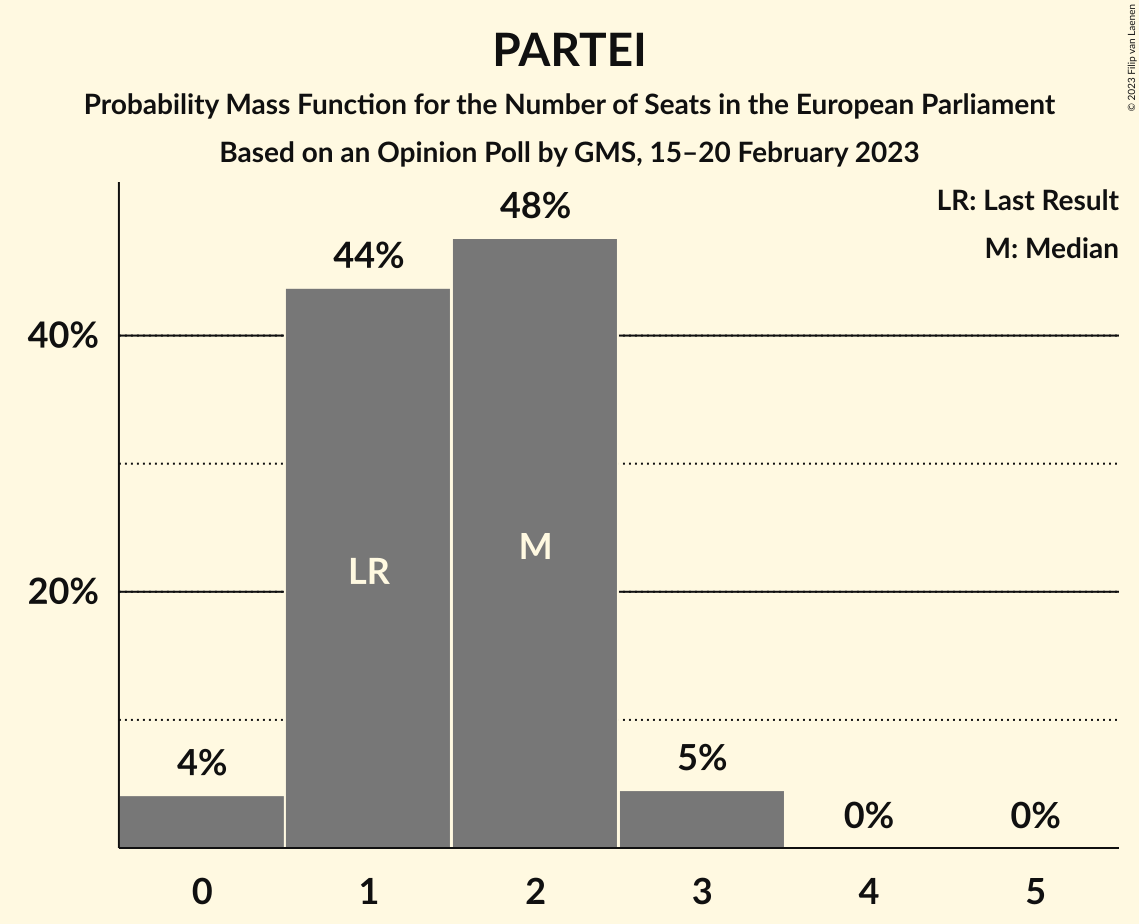 PARTEI
Probability Mass Function for the Number of Seats in the European Parliament
Based on an Opinion Poll by GMS, 15–20 February 2023
© 2023 Filip van Laenen
LR: Last Result
M: Median
48%
44%
40%
LR
M
20%
4%
5%
0%
0%
0
1
2
3
4
5